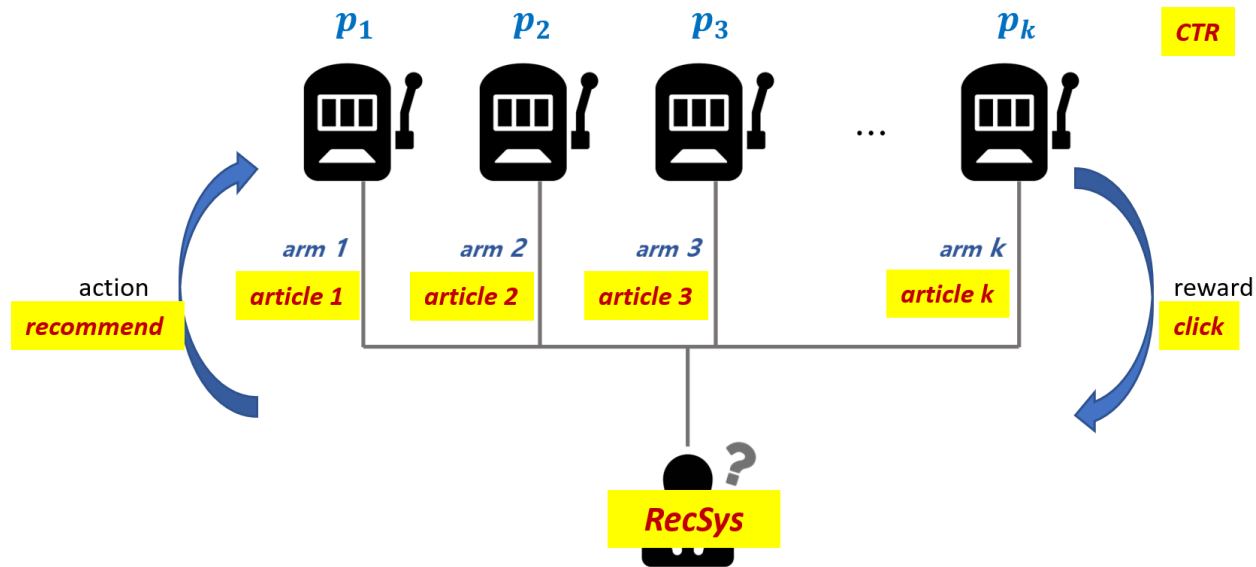 p₁ p₂ p₃ pₖ CTR
...
arm 1 arm 2 arm 3 arm k
action article 1 article 2 article 3 article k reward
recommend click
?
RecSys